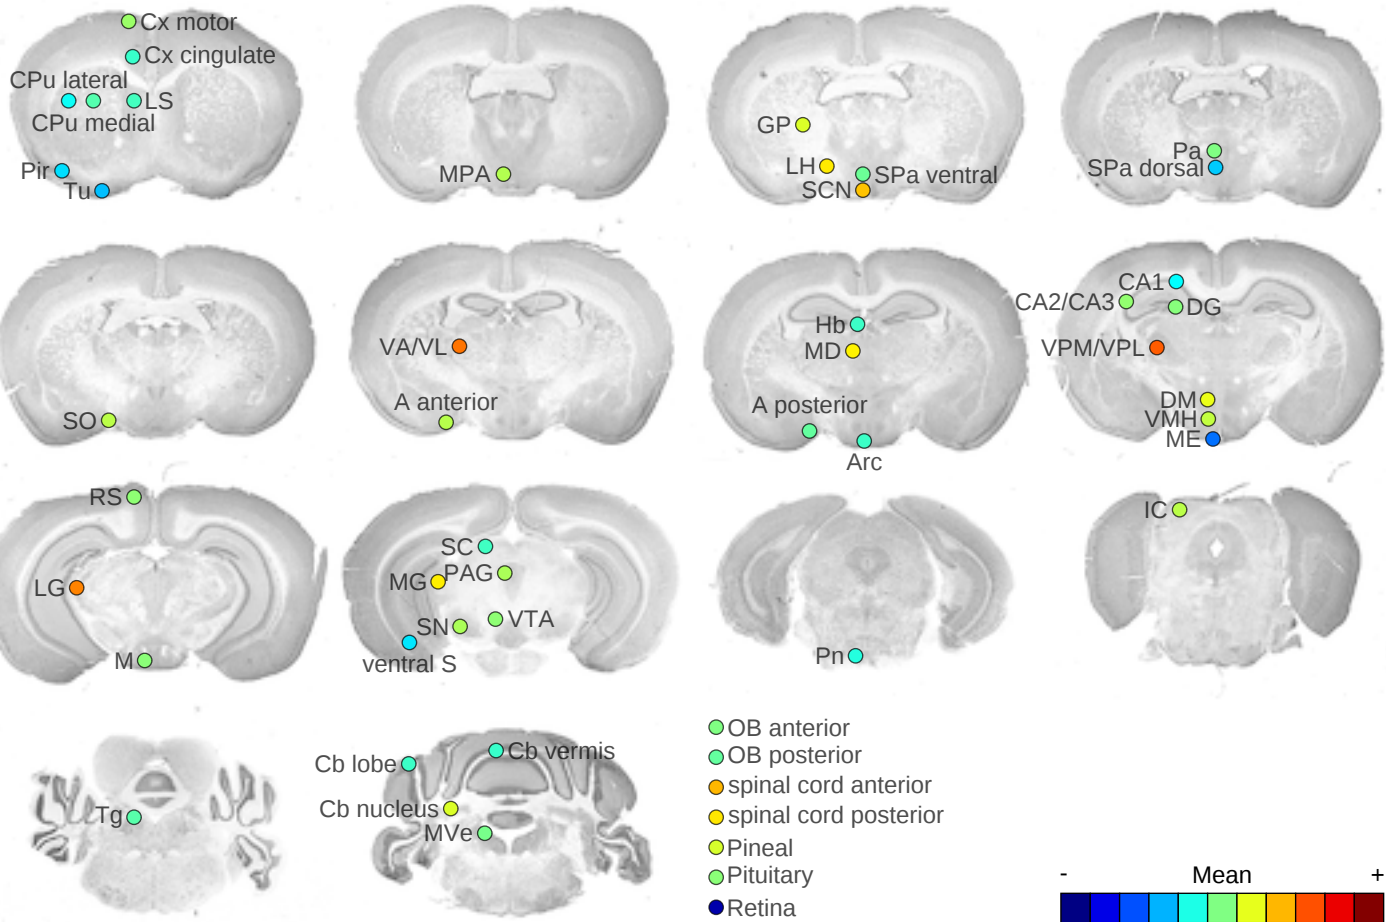 Cx motor
Cx cingulate
CPu lateral
LS
CPu medial
Pir
Tu
MPA
GP
LH
SPa ventral
SCN
Pa
SPa dorsal
SO
VA/VL
A anterior
Hb
MD
A posterior
Arc
CA1
CA2/CA3
DG
VPM/VPL
DM
VMH
ME
RS
LG
M
SC
PAG
MG
SN
VTA
ventral S
Pn
IC
Tg
Cb vermis
Cb lobe
Cb nucleus
MVe
OB anterior
OB posterior
spinal cord anterior
spinal cord posterior
Pineal
Pituitary
Retina
- Mean +